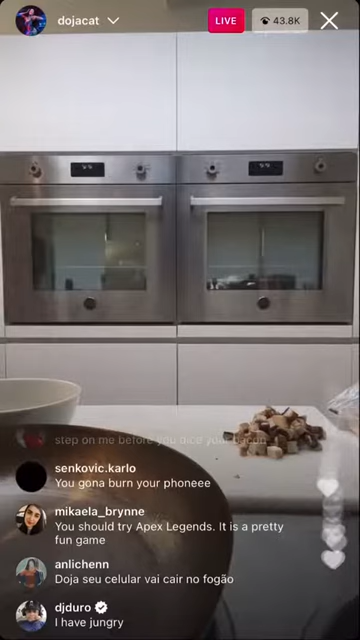 dojacat
LIVE
43.8K
step on me before you dice your bacon
senkovic.karlo
You gona burn your phoneee
mikaela_brynne
You should try Apex Legends. It is a pretty
fun game
anlichenn
Doja seu celular vai cair no fogão
djduro
I have jungry